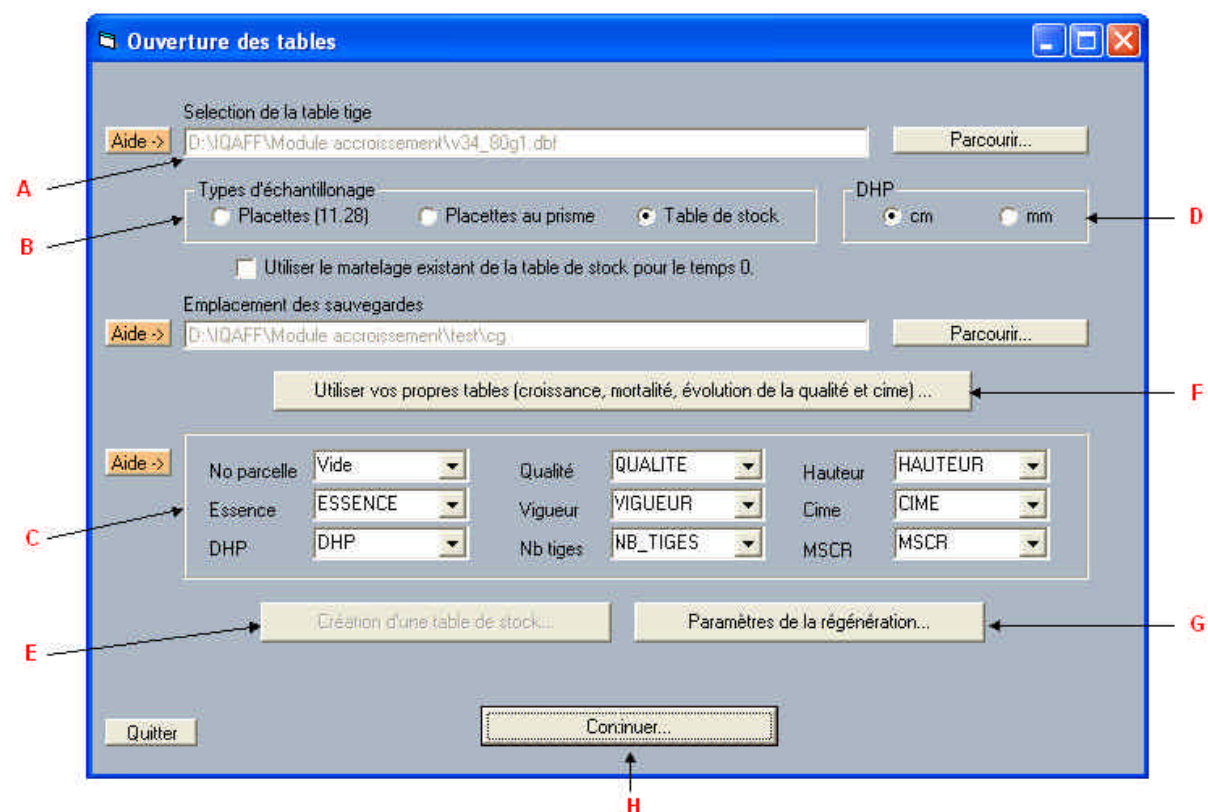 Ouverture des tables
Selection de la table tige
Aide -> D:\IQAFF\Module accroissement\v34_80g1.dbf Parcourir...
A
Types d'échantillonage DHP
Placettes (11.28) Placettes au prisme Table de stock cm mm D
B
Utiliser le martelage existant de la table de stock pour le temps 0.
Emplacement des sauvegardes
Aide -> D:\IQAFF\Module accroissement\test\cg Parcourir...
Utiliser vos propres tables (croissance, mortalité, évolution de la qualité et cime) ... F
Aide -> No parcelle Vide Qualité QUALITE Hauteur HAUTEUR
Essence ESSENCE Vigueur VIGUEUR Cime CIME
C
DHP DHP Nb tiges NB_TIGES MSCR MSCR
Création d'une table de stock... Paramètres de la régénération... G
E
Quitter Continuer...
H